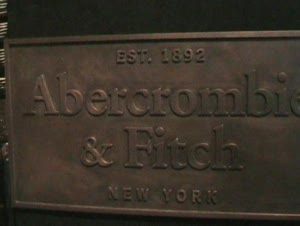 EST. 1892
Abercrombie
& Fitch
NEW YORK